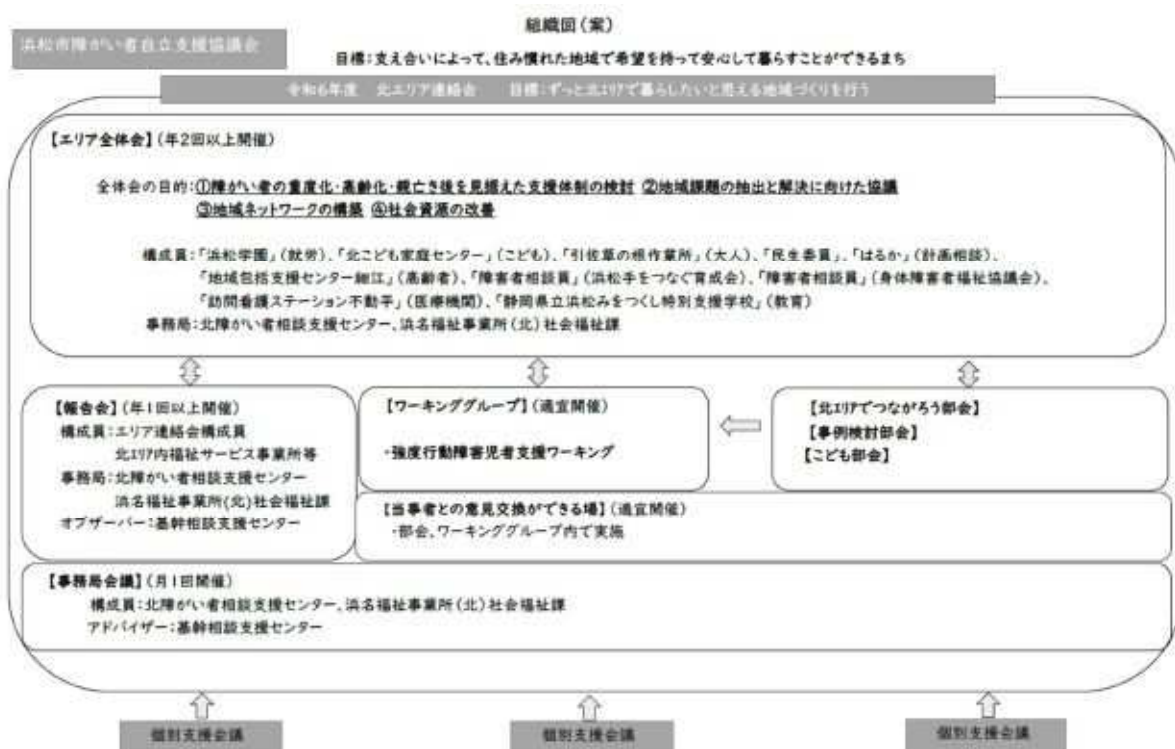 組織図(案)
浜松市障がい者自立支援協議会
目標:支え合いによって、住み慣れた地域で希望を持って安心して暮らすことができるまち
令和6年度 北エリア連絡会 目標:ずっと北エリアで暮らしたいと思える地域づくりを行う
【エリア全体会】(年2回以上開催)
全体会の目的:①障がい者の重度化・高齢化・親亡き後を見据えた支援体制の検討 ②地域課題の抽出と解決に向けた協議
③地域ネットワークの構築 ④社会資源の改善
構成員:「浜松学園」(就労)、「北こども家庭センター」(こども)、「引佐草の根作業所」(大人)、「民生委員」、「はるか」(計画相談)、
「地域包括支援センター細江」(高齢者)、「障害者相談員」(浜松手をつなぐ育成会)、「障害者相談員」(身体障害者福祉協議会)、
「訪問看護ステーション不動平」(医療機関)、「静岡県立浜松みをつくし特別支援学校」(教育)
事務局:北障がい者相談支援センター、浜名福祉事業所(北)社会福祉課
【報告会】(年1回以上開催)
構成員:エリア連絡会構成員
北エリア内福祉サービス事業所等
事務局:北障がい者相談支援センター
浜名福祉事業所(北)社会福祉課
オブザーバー:基幹相談支援センター
【ワーキンググループ】(適宜開催)
・強度行動障害児者支援ワーキング
【北エリアでつながろう部会】
【事例検討部会】
【こども部会】
【当事者との意見交換ができる場】(適宜開催)
・部会、ワーキンググループ内で実施
【事務局会議】(月1回開催)
構成員:北障がい者相談支援センター、浜名福祉事業所(北)社会福祉課
アドバイザー:基幹相談支援センター
個別支援会議
個別支援会議
個別支援会議